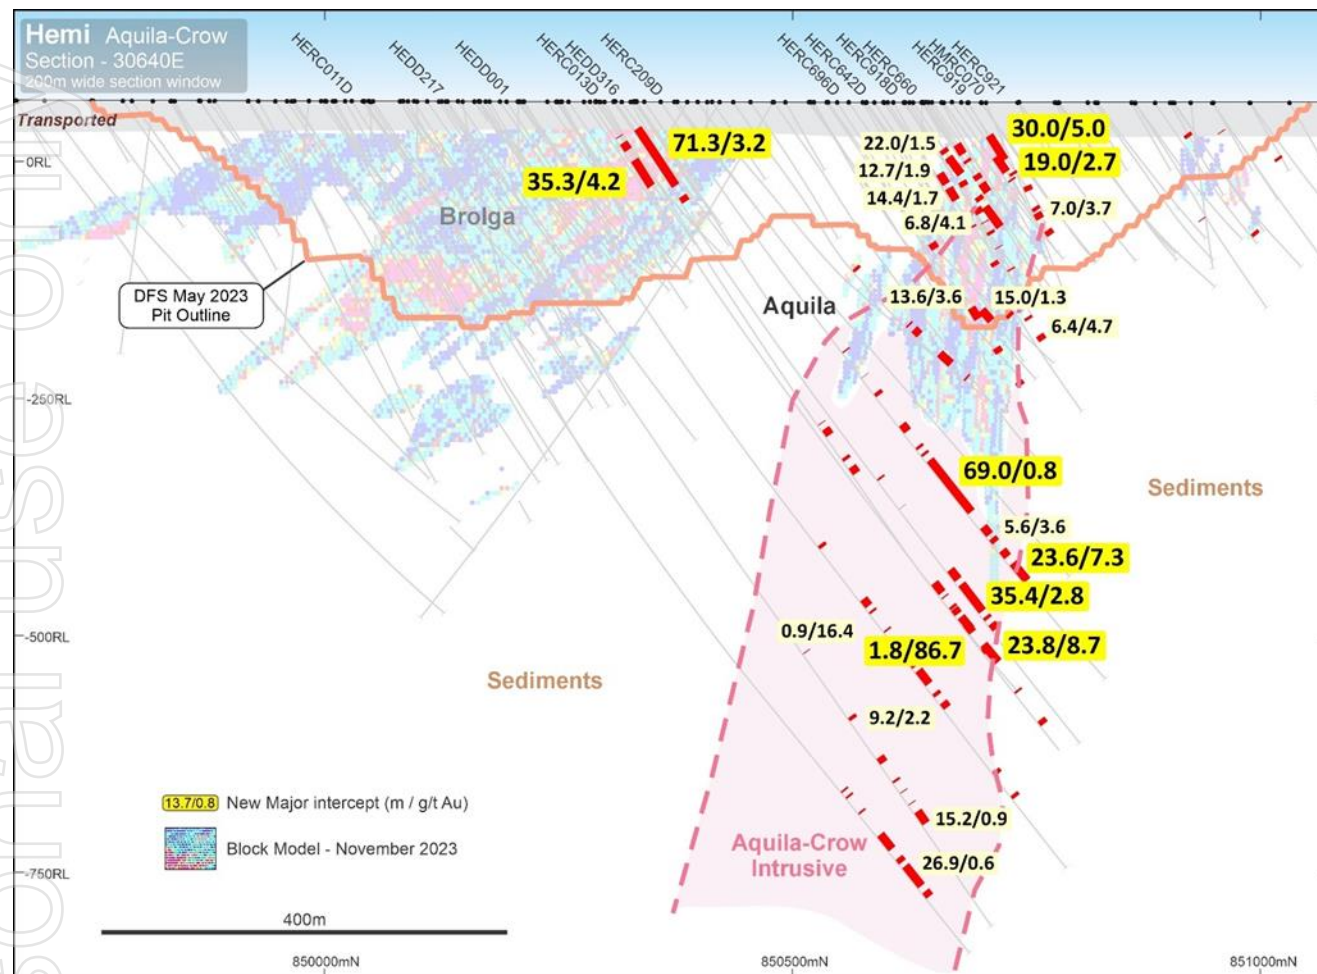 Hemi Aquila-Crow
Section - 30640E
200m wide section window
HERC011D
HEDD217
HEDD001
HERC013D
HEDD316
HERC209D
HERC696D
HERC642D
HERC918D
HERC660
HERC919
HMRC070
HERC921
Transported
0RL
-250RL
-500RL
-750RL
71.3/3.2
35.3/4.2
Brolga
DFS May 2023
Pit Outline
30.0/5.0
19.0/2.7
22.0/1.5
12.7/1.9
14.4/1.7
6.8/4.1
7.0/3.7
13.6/3.6
15.0/1.3
6.4/4.7
Aquila
69.0/0.8
Sediments
5.6/3.6
23.6/7.3
35.4/2.8
0.9/16.4
1.8/86.7
23.8/8.7
Sediments
9.2/2.2
15.2/0.9
Aquila-Crow
Intrusive
26.9/0.6
13.7/0.8 New Major intercept (m / g/t Au)
Block Model - November 2023
400m
850000mN
850500mN
851000mN
sonal use only